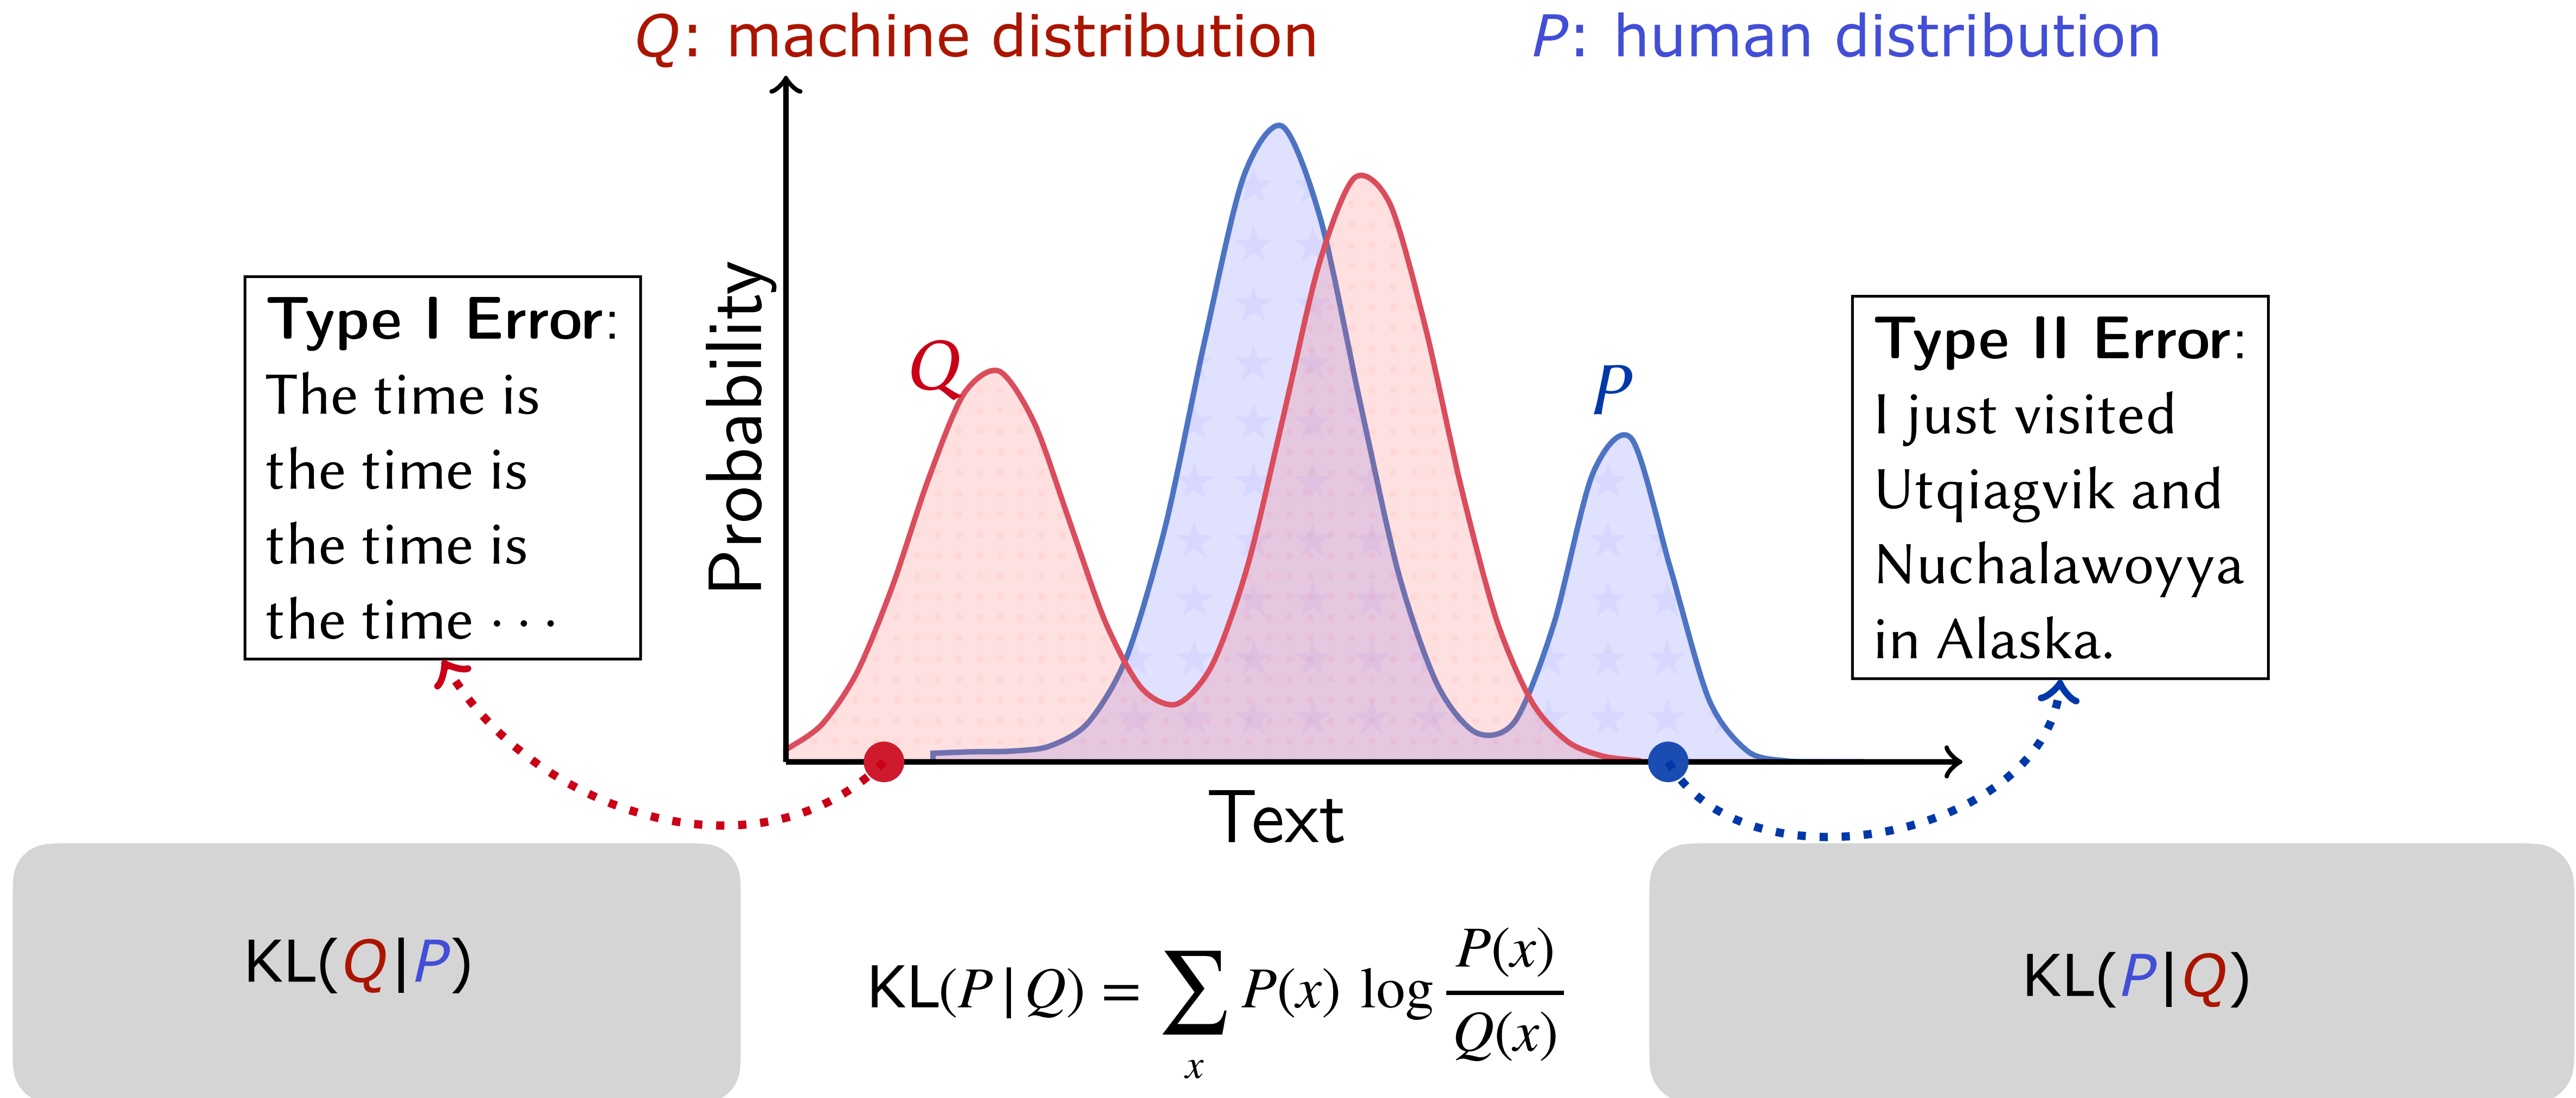 Q: machine distribution
P: human distribution
Type I Error:
The time is
the time is
the time is
the time · · ·
Probability
Q
P
Type II Error:
I just visited
Utqiagvik and
Nuchalawoyya
in Alaska.
Text
KL(Q|P)
KL(P | Q) = ∑x P(x) log P(x)/Q(x)
KL(P|Q)